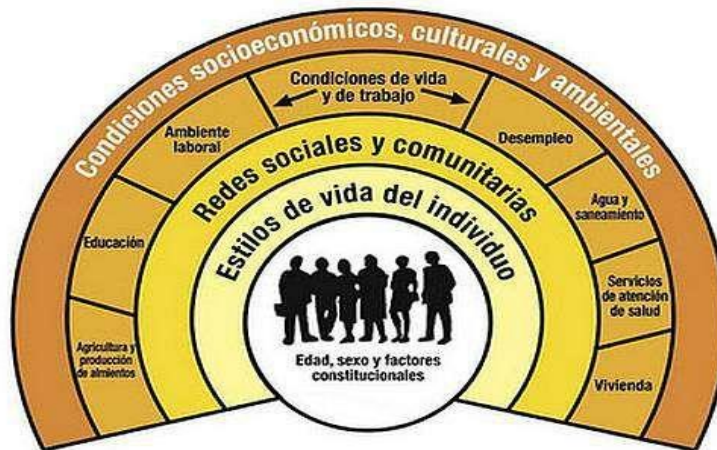 Condiciones socioeconómicos, culturales y ambientales
Condiciones de vida
y de trabajo
Ambiente
laboral
Desempleo
Redes sociales y comunitarias
Agua y
saneamiento
Educación
Estilos de vida del individuo
Servicios
de atención
de salud
Agricultura y
producción
de almientos
Edad, sexo y factores
constitucionales
Vivienda